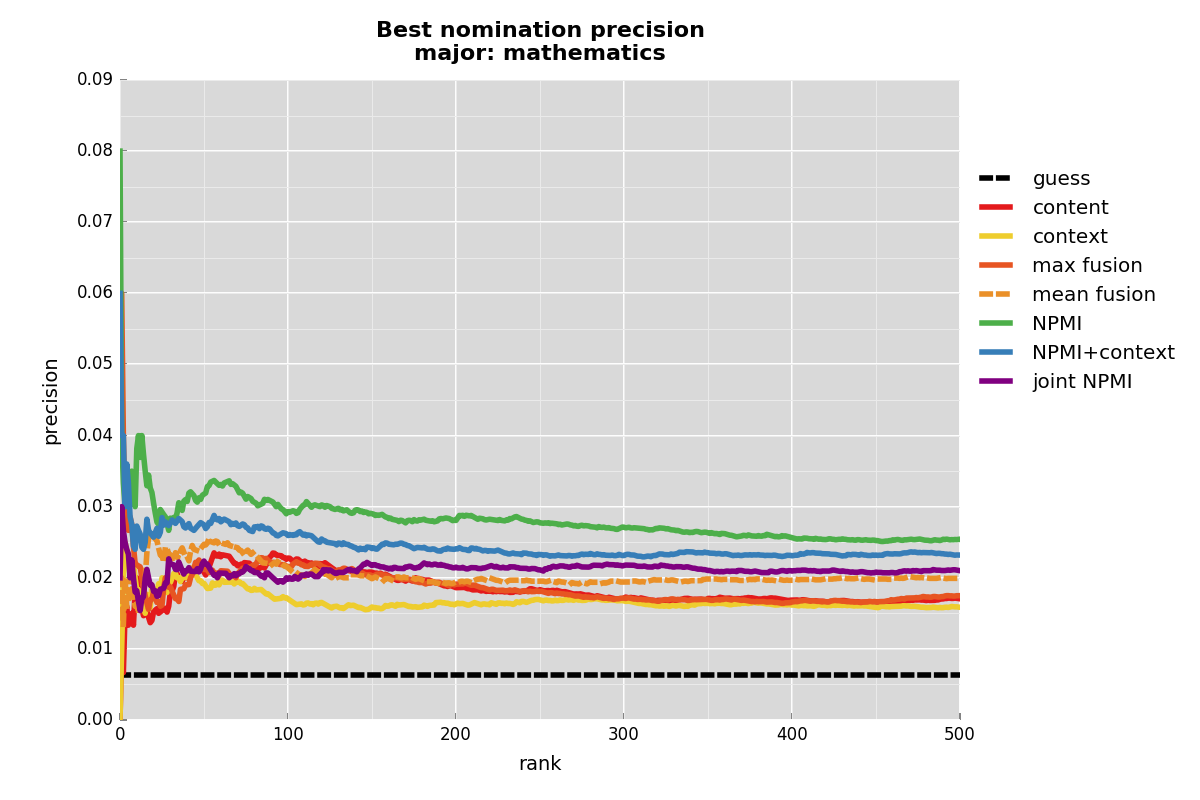 Best nomination precision
major: mathematics
0.09
0.08
0.07
0.06
0.05
0.04
0.03
0.02
0.01
0.00
precision
0 100 200 300 400 500
rank
guess
content
context
max fusion
mean fusion
NPMI
NPMI+context
joint NPMI